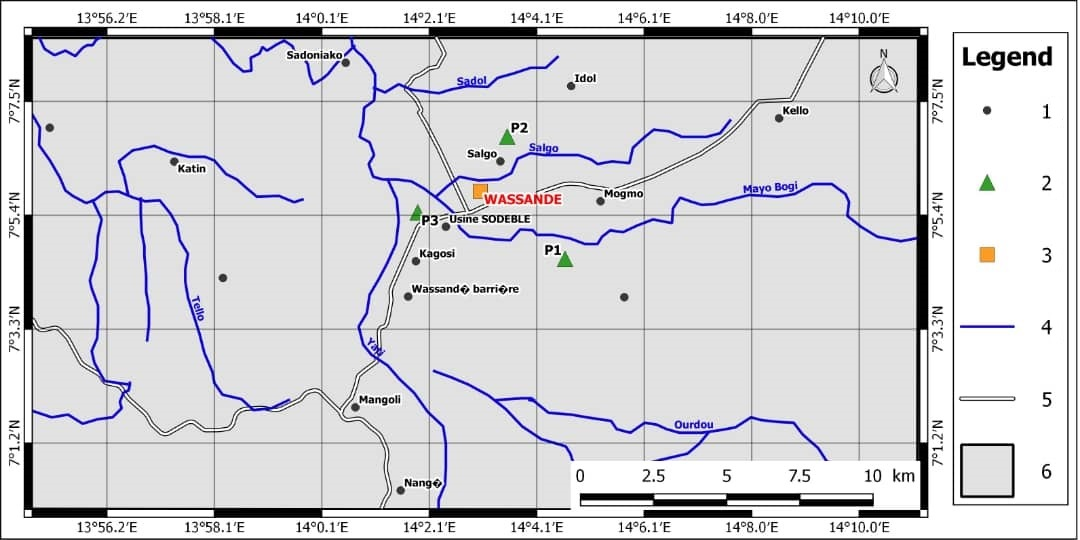 13°56.2'E 13°58.1'E 14°0.1'E 14°2.1'E 14°4.1'E 14°6.1'E 14°8.0'E 14°10.0'E
Legend
N
Sadoniako
Sadol
Idol
7°7.5'N
7°7.5'N
Kello
1
P2
Salgo
Salgo
Katin
2
WASSANDE
Mogmo
Mayo Bogi
7°5.4'N
7°5.4'N
P3
Usine SODEBLE
P1
Kagosi
3
Wassand� barri�re
Tello
7°3.3'N
7°3.3'N
4
Yati
Mangoli
5
Ourdou
7°1.2'N
7°1.2'N
0 2.5 5 7.5 10 km
6
Nang�
13°56.2'E 13°58.1'E 14°0.1'E 14°2.1'E 14°4.1'E 14°6.1'E 14°8.0'E 14°10.0'E